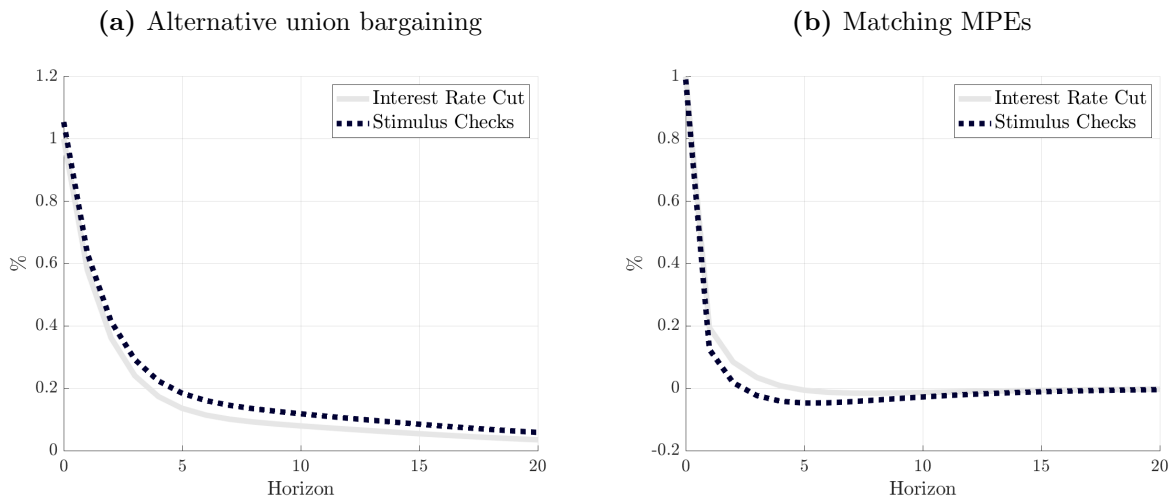 (a) Alternative union bargaining
1.2
1
0.8
0.6
0.4
0.2
0
%
0 5 10 15 20
Horizon
Interest Rate Cut
Stimulus Checks
(b) Matching MPEs
1
0.8
0.6
0.4
0.2
0
-0.2
%
0 5 10 15 20
Horizon
Interest Rate Cut
Stimulus Checks